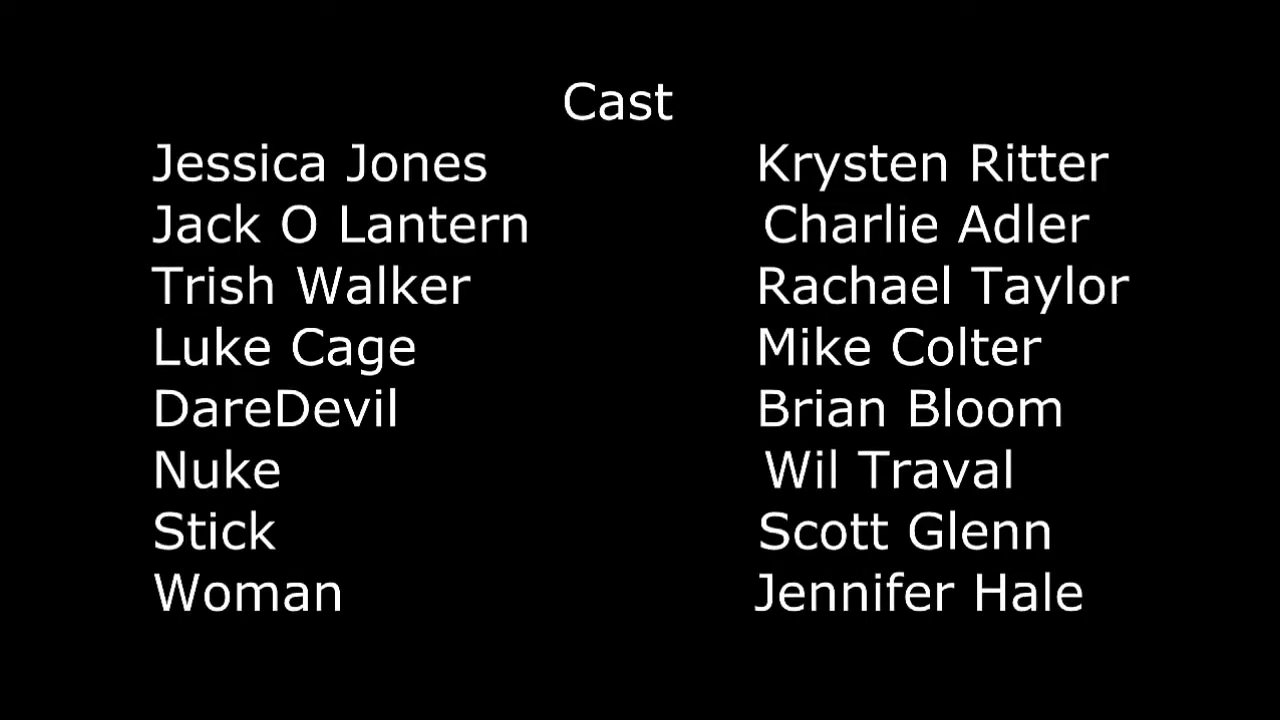 Cast
Jessica Jones Krysten Ritter
Jack O Lantern Charlie Adler
Trish Walker Rachael Taylor
Luke Cage Mike Colter
DareDevil Brian Bloom
Nuke Wil Traval
Stick Scott Glenn
Woman Jennifer Hale